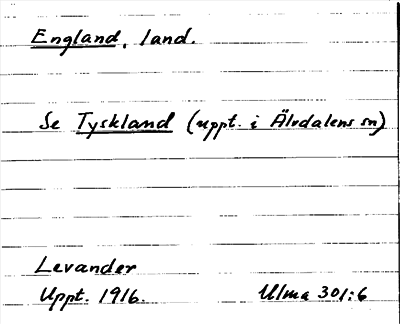 England, land.
Se Tyskland (uppt. i Älvdalens sn)
Levander
Uppt. 1916. Ulma 301:6